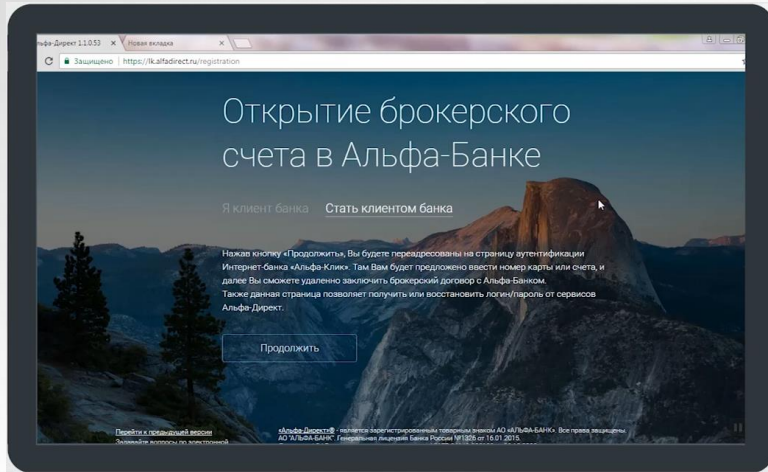 льфа-Директ 1.1.0.53
Новая вкладка
Защищено | https://lk.alfadirect.ru/registration
Открытие брокерского
счета в Альфа-Банке
Я клиент банка Стать клиентом банка
Нажав кнопку «Продолжить», Вы будете переадресованы на страницу аутентификации
Интернет-банка «Альфа-Клик». Там Вам будет предложено ввести номер карты или счета, и
далее Вы сможете удаленно заключить брокерский договор с Альфа-Банком.
Также данная страница позволяет получить или восстановить логин/пароль от сервисов
Альфа-Директ.
Продолжить
Перейти к предыдущей версии
Задавайте вопросы по электронной
«Альфа-Директ»® - является зарегистрированным товарным знаком АО «АЛЬФА-БАНК». Все права защищены.
АО "АЛЬФА-БАНК". Генеральная лицензия Банка России №1326 от 16.01.2015.